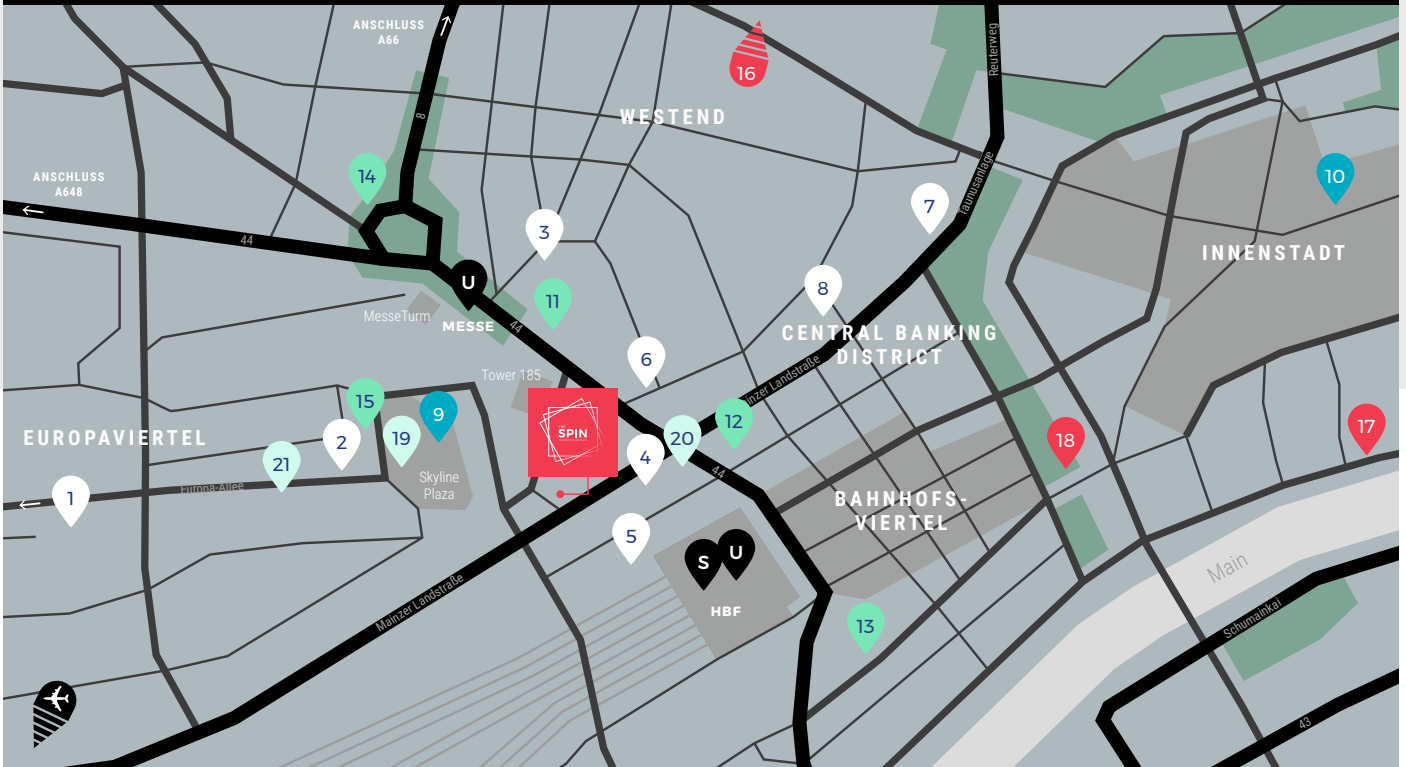 ANSCHLUSS
A66
Reuterweg
16
WESTEND
8
14
ANSCHLUSS
A648
10
Taunusanlage
7
3
44
INNENSTADT
U
8
11
MesseTurm
MESSE
44
CENTRAL BANKING
DISTRICT
6
Tower 185
Mainzer Landstraße
15
9
SPIN
12
17
EUROPAVIERTEL
2
19
20
18
4
21
44
Skyline
Plaza
Europa-Allee
1
BAHNHOFS-
VIERTEL
5
S
U
Main
Mainzer Landstraße
HBF
13
Schumainkai
43